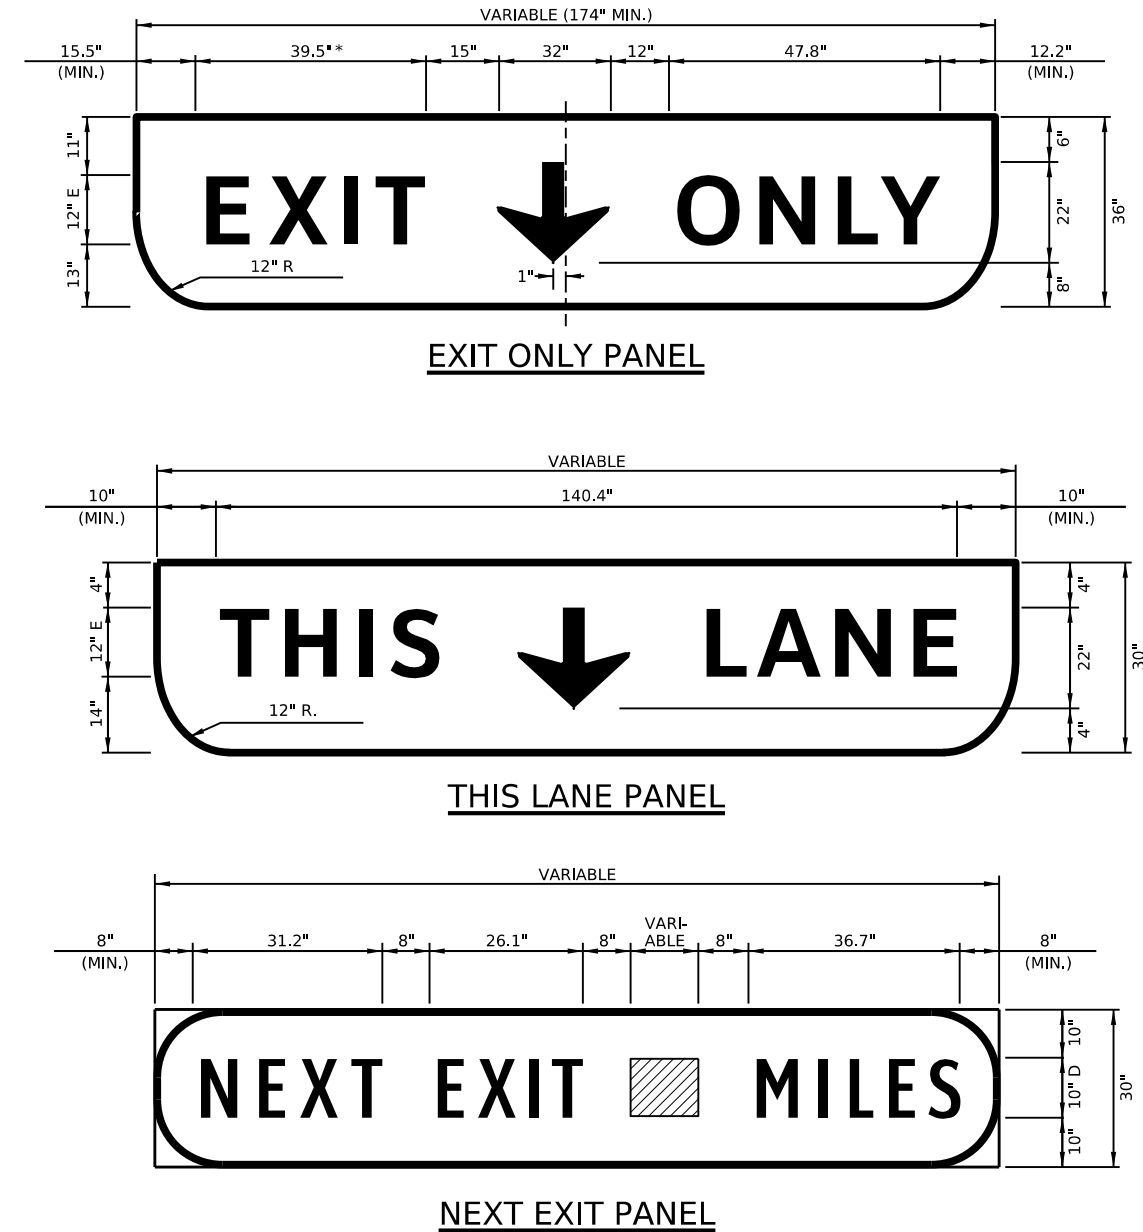 VARIABLE (174" MIN.)
15.5" 39.5"* 15" 32" 12" 47.8" 12.2"
(MIN.) (MIN.)
11" 12" E 13"
EXIT ONLY
6" 22" 8" 36"
12" R
1"
EXIT ONLY PANEL
VARIABLE
10" 140.4" 10"
(MIN.) (MIN.)
4" 12" E 14"
THIS LANE
4" 22" 4" 30"
12" R.
THIS LANE PANEL
VARIABLE
VARI-
8" 31.2" 8" 26.1" 8" ABLE 8" 36.7" 8"
(MIN.) (MIN.)
NEXT EXIT MILES
10" 10" D 10" 30"
NEXT EXIT PANEL